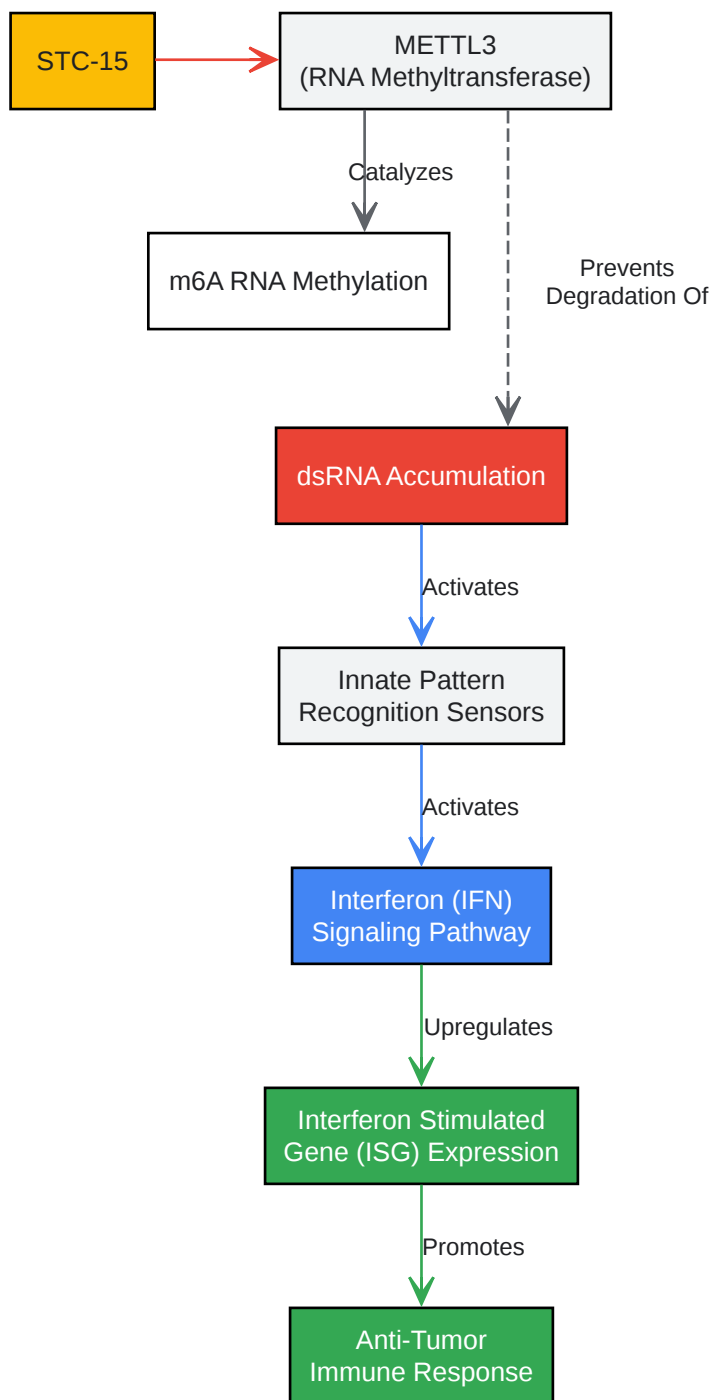 STC-15
METTL3
(RNA Methyltransferase)
Catalyzes
m6A RNA Methylation
Prevents
Degradation Of
dsRNA Accumulation
Activates
Innate Pattern
Recognition Sensors
Activates
Interferon (IFN)
Signaling Pathway
Upregulates
Interferon Stimulated
Gene (ISG) Expression
Promotes
Anti-Tumor
Immune Response